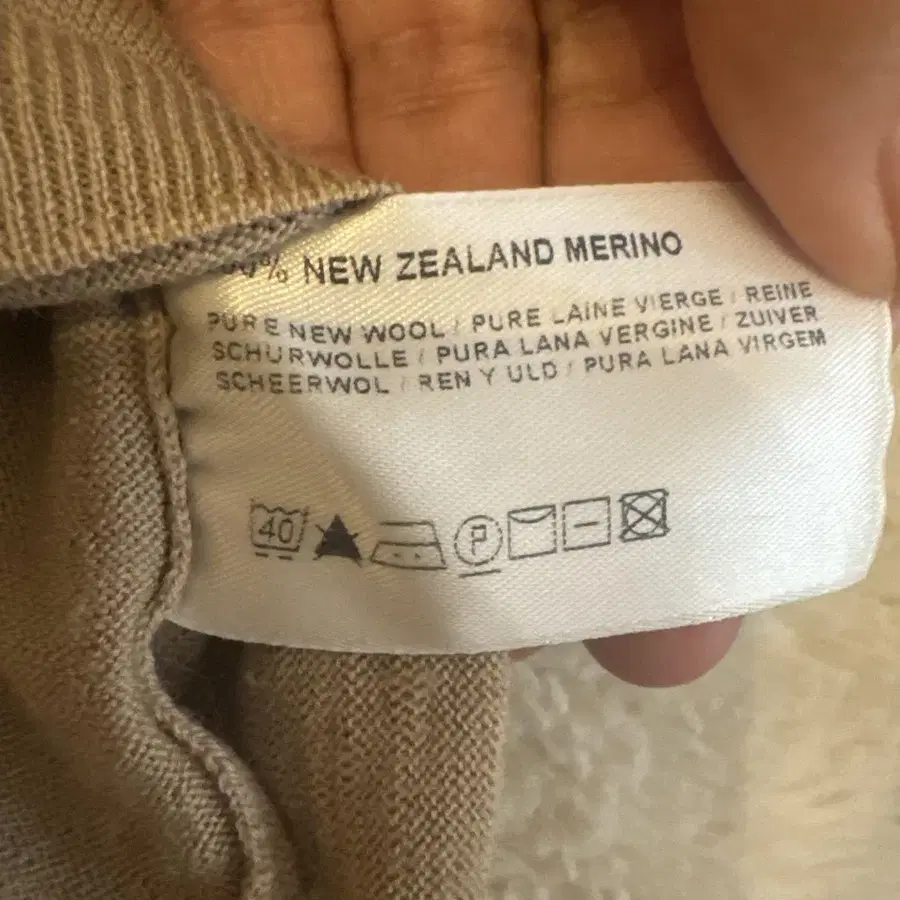 NEW ZEALAND MERINO
PURE NEW WOOL / PURE LAINE VIERGE / REINE
SCHURWOLLE / PURA LANA VERGINE / ZUIVER
SCHEERWOL / REN Y ULD / PURA LANA VIRGEM
40
P